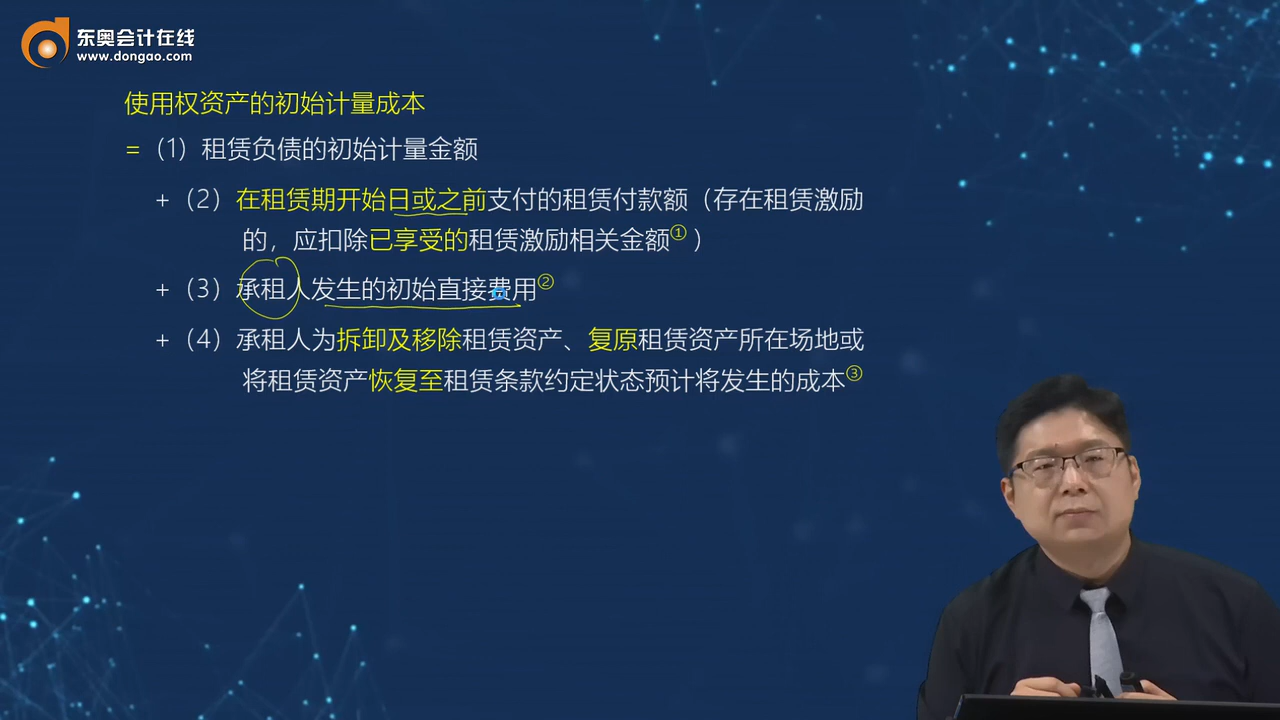 东奥会计在线
www.dongao.com
使用权资产的初始计量成本
=（1）租赁负债的初始计量金额
+（2）在租赁期开始日或之前支付的租赁付款额（存在租赁激励
的，应扣除已享受的租赁激励相关金额①）
+（3）承租人发生的初始直接费用②
+（4）承租人为拆卸及移除租赁资产、复原租赁资产所在场地或
将租赁资产恢复至租赁条款约定状态预计将发生的成本③